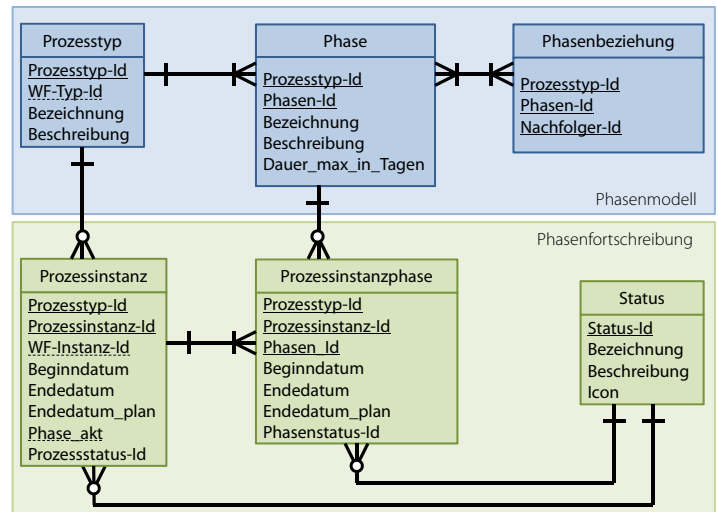 Prozesstyp
Prozesstyp-Id
WF-Typ-Id
Bezeichnung
Beschreibung
Phase
Prozesstyp-Id
Phasen-Id
Bezeichnung
Beschreibung
Dauer_max_in_Tagen
Phasenbeziehung
Prozesstyp-Id
Phasen-Id
Nachfolger-Id
Phasenmodell
Phasenfortschreibung
Prozessinstanz
Prozesstyp-Id
Prozessinstanz-Id
WF-Instanz-Id
Beginndatum
Endedatum
Endedatum_plan
Phase_akt
Prozessstatus-Id
Prozessinstanzphase
Prozesstyp-Id
Prozessinstanz-Id
Phasen_Id
Beginndatum
Endedatum
Endedatum_plan
Phasenstatus-Id
Status
Status-Id
Bezeichnung
Beschreibung
Icon